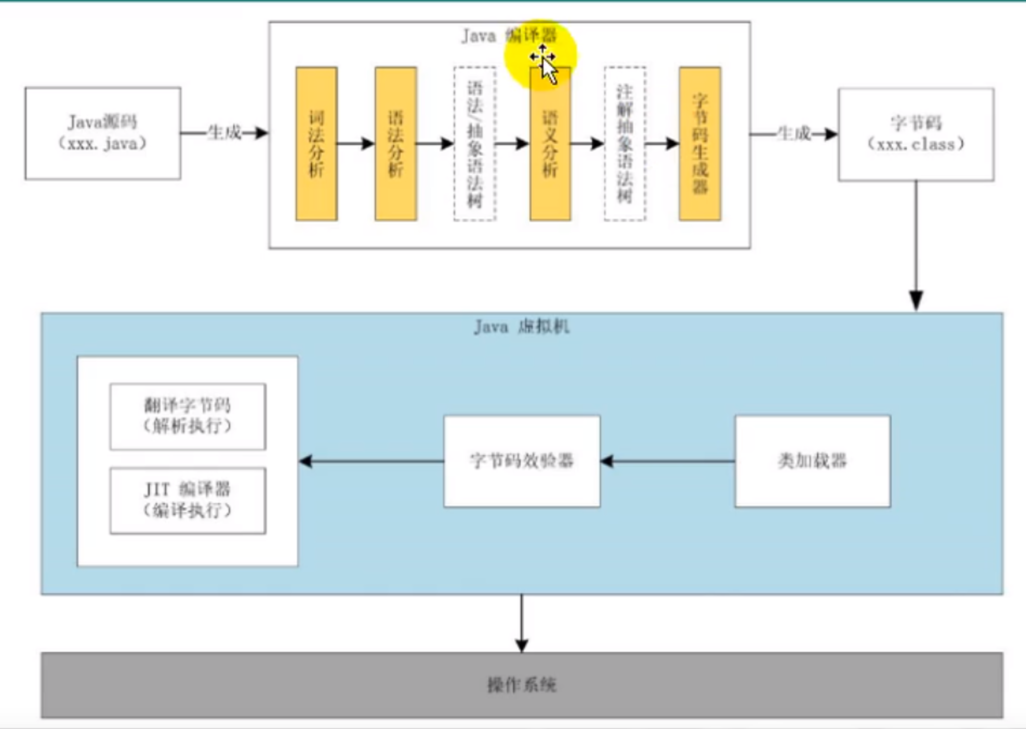 Java 编译器
Java源码
（xxx.java）
生成
词法分析
语法分析
语法/抽象语法树
语义分析
注解抽象语法树
字节码生成器
生成
字节码
（xxx.class）
Java 虚拟机
翻译字节码
（解析执行）
JIT 编译器
（编译执行）
字节码效验器
类加载器
操作系统